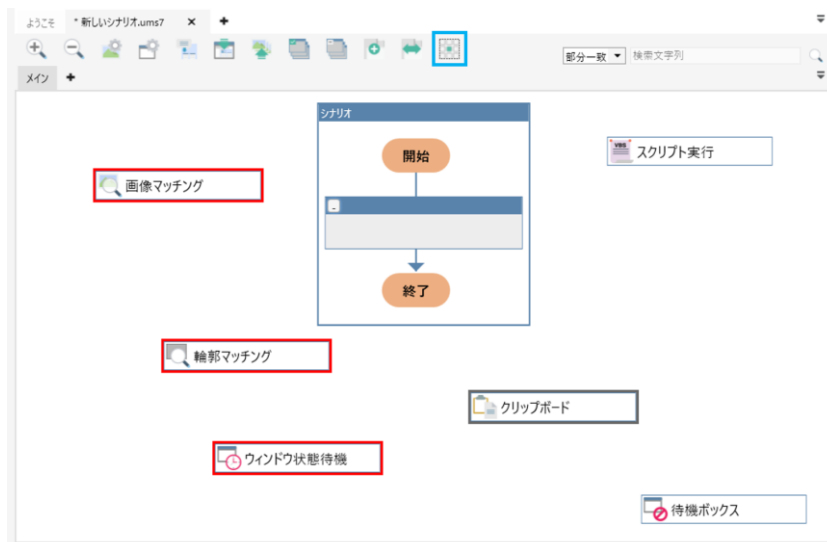 ようこそ
*新しいシナリオ.ums7 × +
部分一致 検索文字列
メイン +
シナリオ
開始
VBS スクリプト実行
画像マッチング
終了
輪郭マッチング
クリップボード
ウィンドウ状態待機
待機ボックス